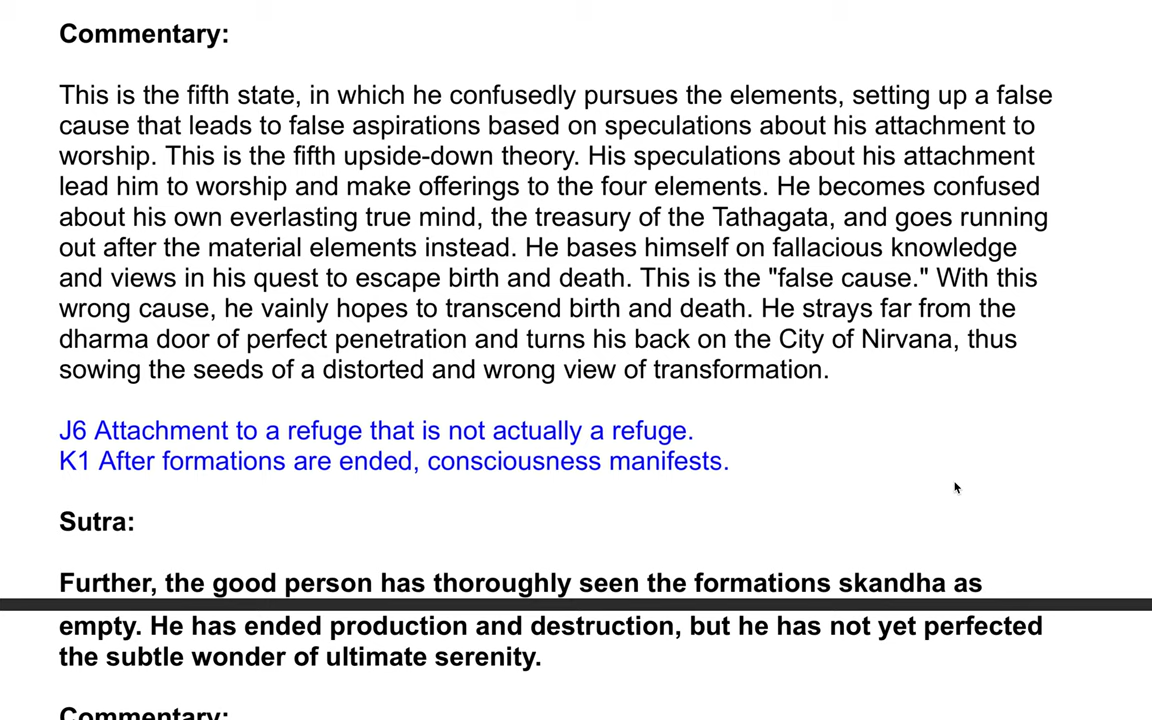 Commentary:
This is the fifth state, in which he confusedly pursues the elements, setting up a false
cause that leads to false aspirations based on speculations about his attachment to
worship. This is the fifth upside-down theory. His speculations about his attachment
lead him to worship and make offerings to the four elements. He becomes confused
about his own everlasting true mind, the treasury of the Tathagata, and goes running
out after the material elements instead. He bases himself on fallacious knowledge
and views in his quest to escape birth and death. This is the "false cause." With this
wrong cause, he vainly hopes to transcend birth and death. He strays far from the
dharma door of perfect penetration and turns his back on the City of Nirvana, thus
sowing the seeds of a distorted and wrong view of transformation.
J6 Attachment to a refuge that is not actually a refuge.
K1 After formations are ended, consciousness manifests.
Sutra:
Further, the good person has thoroughly seen the formations skandha as
empty. He has ended production and destruction, but he has not yet perfected
the subtle wonder of ultimate serenity.
Commentary: